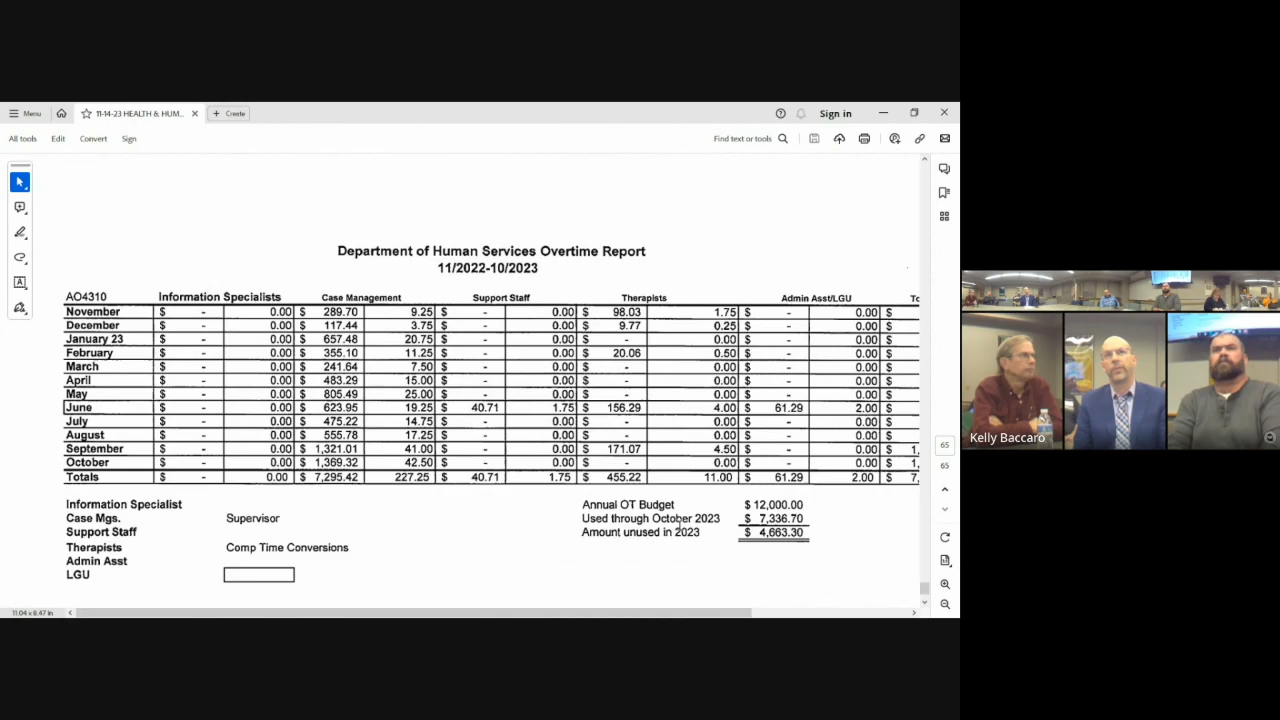 Menu 11-14-23 HEALTH & HUM... Create Sign in
All tools Edit Convert Sign Find text or tools
Department of Human Services Overtime Report
11/2022-10/2023
AO4310 Information Specialists Case Management Support Staff Therapists Admin Asst/LGU To
November $ - 0.00 $ 289.70 9.25 $ - 0.00 $ 98.03 1.75 $ - 0.00 $
December $ - 0.00 $ 117.44 3.75 $ - 0.00 $ 9.77 0.25 $ - 0.00 $
January 23 $ - 0.00 $ 657.48 20.75 $ - 0.00 $ - 0.00 $ - 0.00 $
February $ - 0.00 $ 355.10 11.25 $ - 0.00 $ 20.06 0.50 $ - 0.00 $
March $ - 0.00 $ 241.64 7.50 $ - 0.00 $ - 0.00 $ - 0.00 $
April $ - 0.00 $ 483.29 15.00 $ - 0.00 $ - 0.00 $ - 0.00 $
May $ - 0.00 $ 805.49 25.00 $ - 0.00 $ - 0.00 $ - 0.00 $
June $ - 0.00 $ 623.95 19.25 $ 40.71 1.75 $ 156.29 4.00 $ 61.29 2.00 $
July $ - 0.00 $ 475.22 14.75 $ - 0.00 $ - 0.00 $ - 0.00 $
August $ - 0.00 $ 555.78 17.25 $ - 0.00 $ - 0.00 $ - 0.00 $
September $ - 0.00 $ 1,321.01 41.00 $ - 0.00 $ 171.07 4.50 $ - 0.00 $ 1,
October $ - 0.00 $ 1,369.32 42.50 $ - 0.00 $ - 0.00 $ - 0.00 $ 1,
Totals $ - 0.00 $ 7,295.42 227.25 $ 40.71 1.75 $ 455.22 11.00 $ 61.29 2.00 $ 7,
Information Specialist Annual OT Budget $ 12,000.00
Case Mgs. Supervisor Used through October 2023 $ 7,336.70
Support Staff Amount unused in 2023 $ 4,663.30
Therapists Comp Time Conversions
Admin Asst
LGU
65
65
11.04 x 8.47 in
Kelly Baccaro